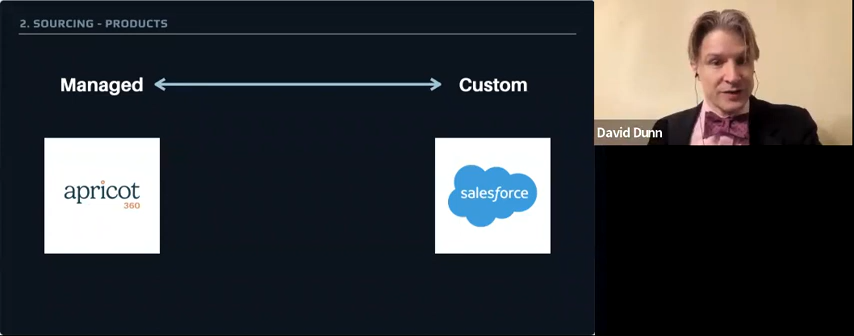 2. SOURCING - PRODUCTS
Managed
Custom
apricot
360
salesforce
David Dunn